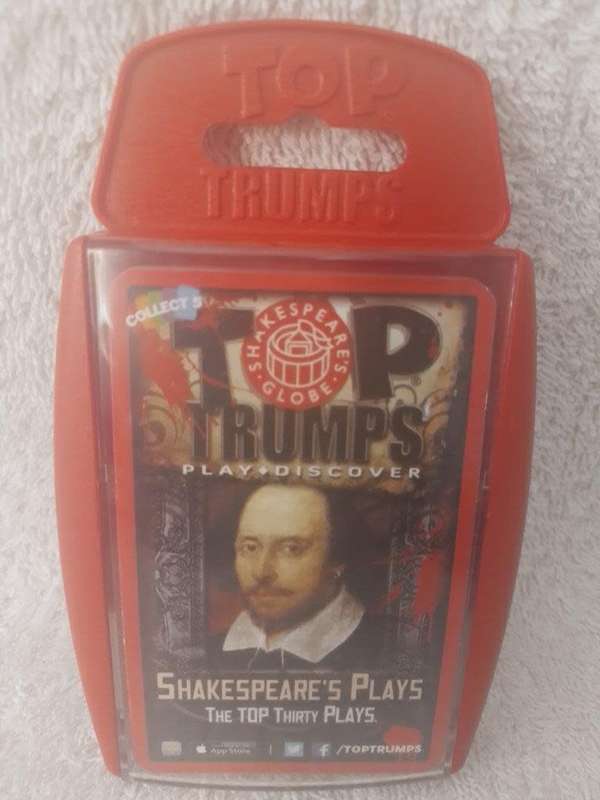 TOP
TRUMPS
COLLECT 5
TOP
SHAKESPEARE'S
GLOBE
TRUMPS
PLAY•DISCOVER
SHAKESPEARE'S PLAYS
THE TOP THIRTY PLAYS.
App Store
/TOPTRUMPS